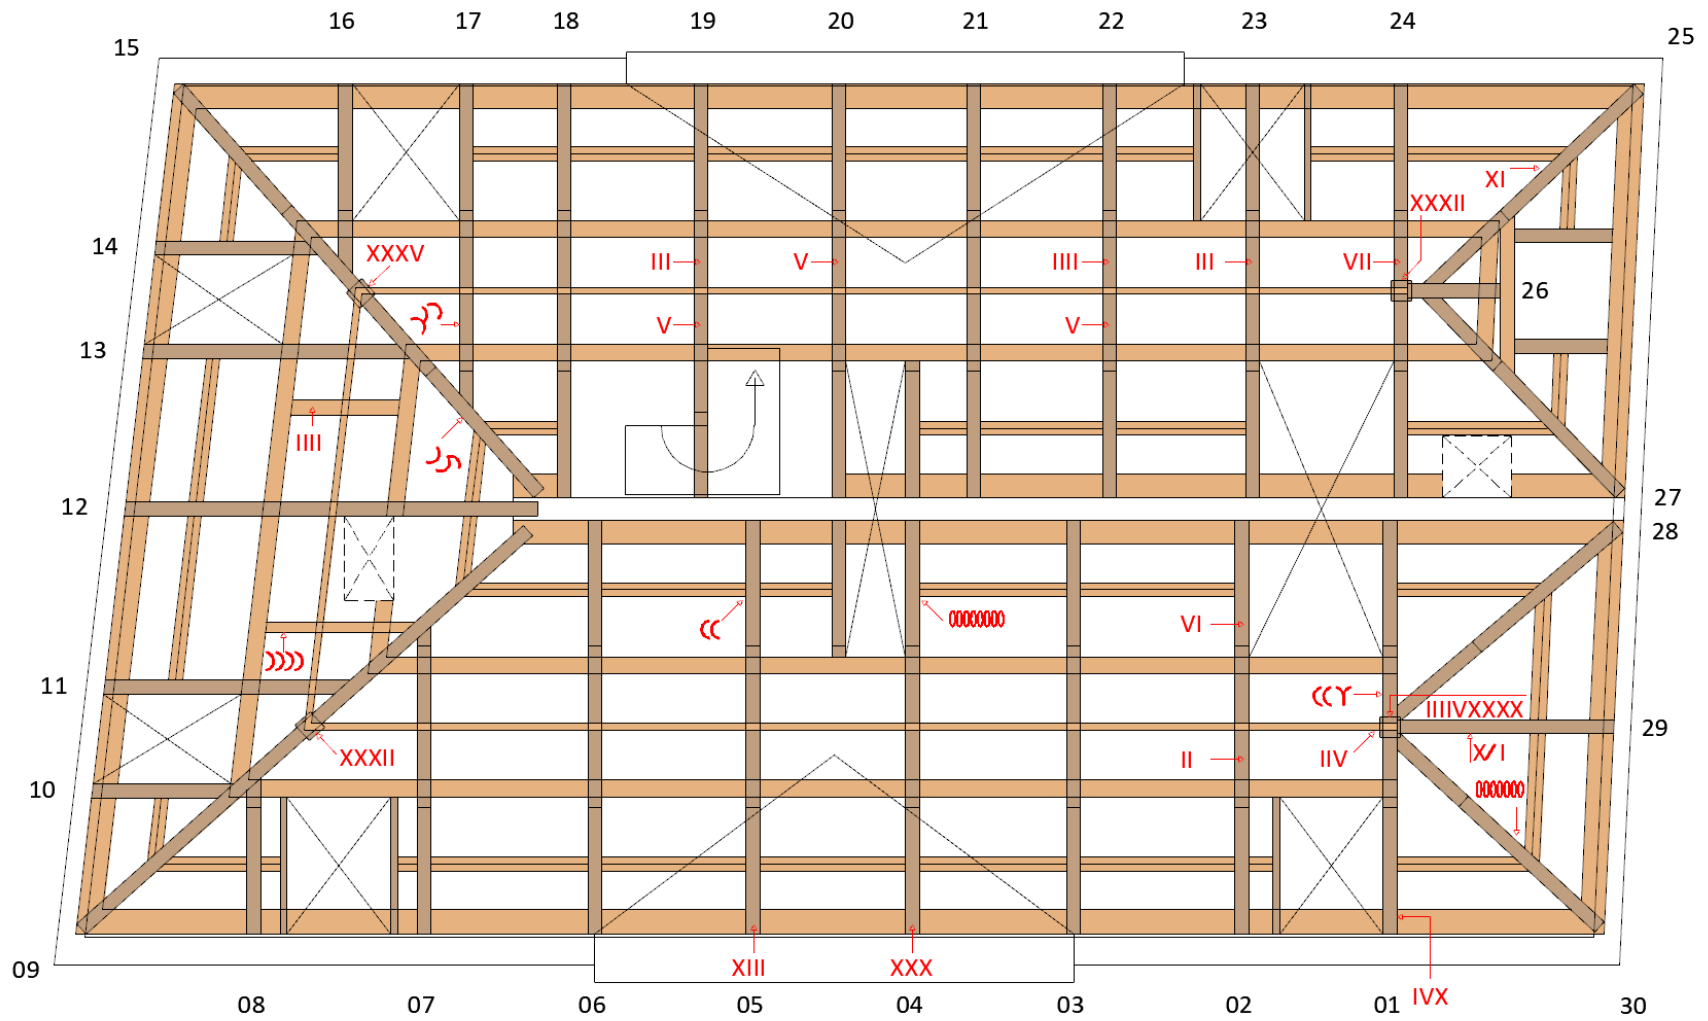 16 17 18 19 20 21 22 23 24
15 25
XI
XXXII
14 XXXV III V IIII III VII
26
V V
13
IIII
12 27
28
VI
11 IIIIVXXXX
29
XXXII II IIV X/I
10
XIII XXX
09 IVX
08 07 06 05 04 03 02 01 30